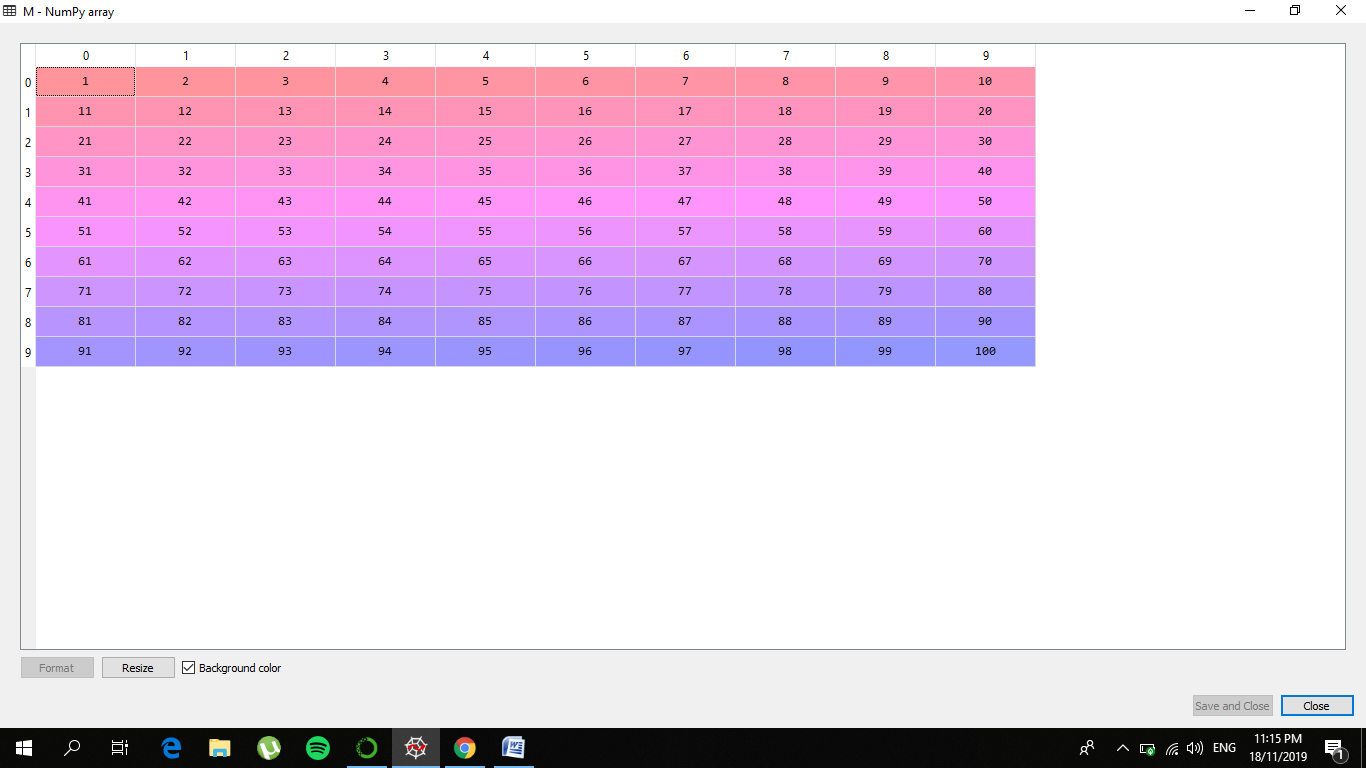 M - NumPy array
0 1 2 3 4 5 6 7 8 9
0 1 2 3 4 5 6 7 8 9 10
1 11 12 13 14 15 16 17 18 19 20
2 21 22 23 24 25 26 27 28 29 30
3 31 32 33 34 35 36 37 38 39 40
4 41 42 43 44 45 46 47 48 49 50
5 51 52 53 54 55 56 57 58 59 60
6 61 62 63 64 65 66 67 68 69 70
7 71 72 73 74 75 76 77 78 79 80
8 81 82 83 84 85 86 87 88 89 90
9 91 92 93 94 95 96 97 98 99 100
Format Resize Background color
Save and Close Close
ENG 11:15 PM
18/11/2019 1